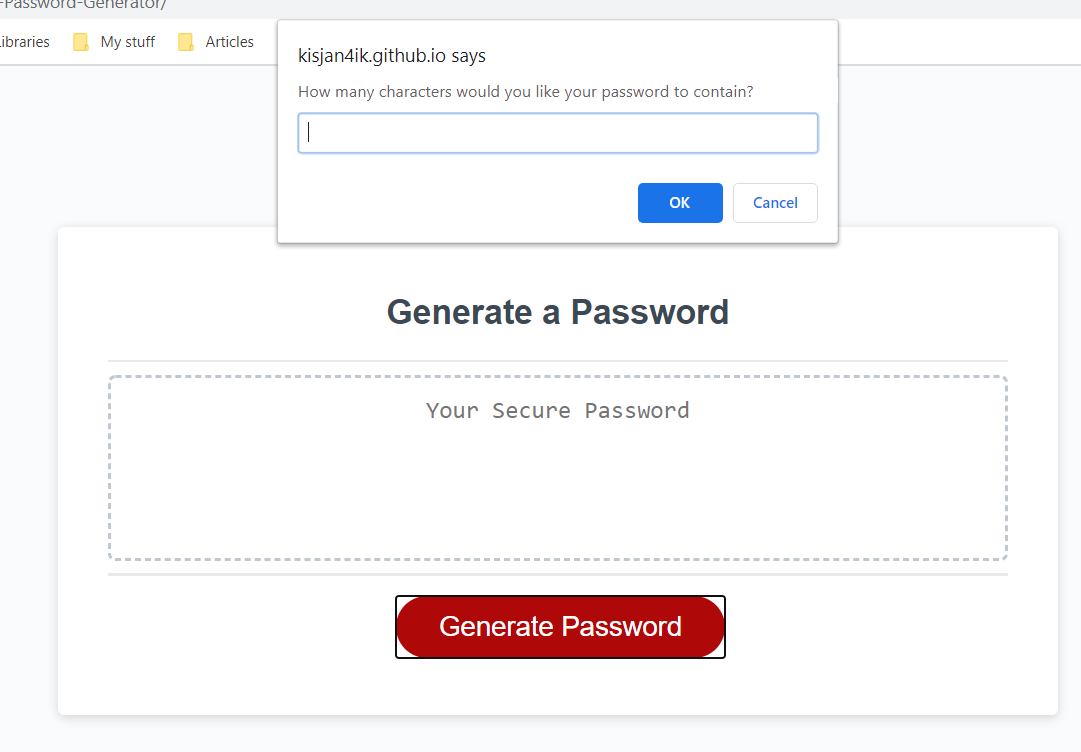 -Password-Generator/
ibraries My stuff Articles
kisjan4ik.github.io says
How many characters would you like your password to contain?
OK Cancel
Generate a Password
Your Secure Password
Generate Password